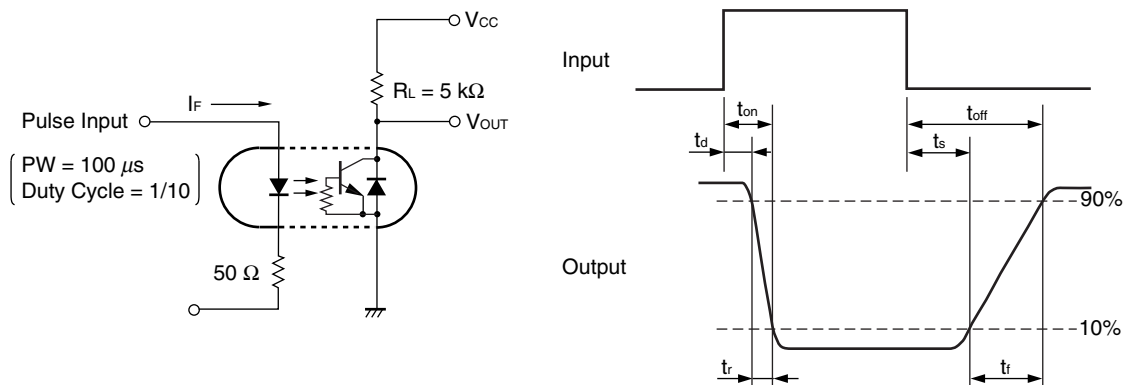 VCC
RL = 5 kΩ
IF
Pulse Input
VOUT
PW = 100 μs
Duty Cycle = 1/10
50 Ω
Input
ton
toff
td
ts
90%
Output
10%
tr
tf